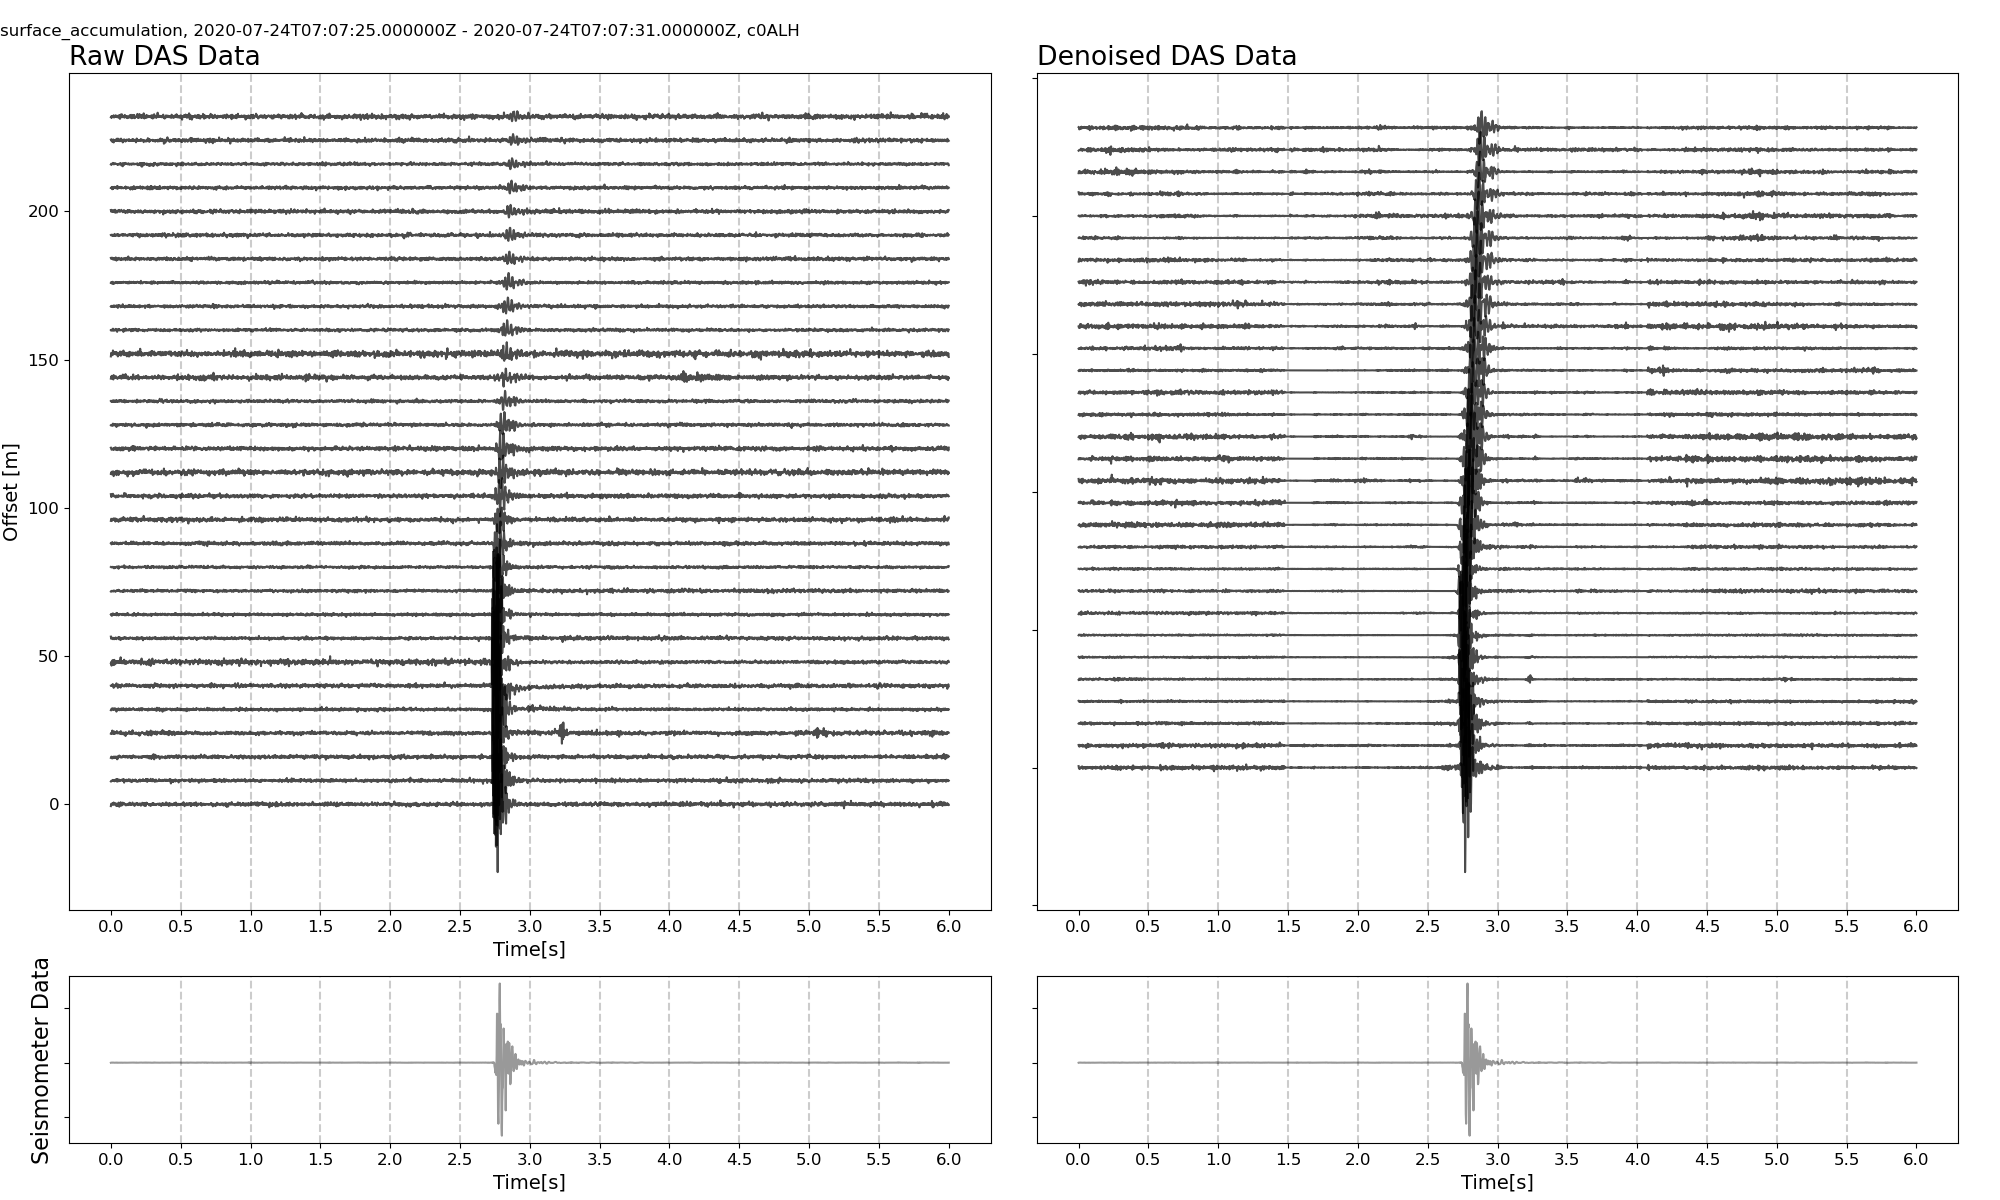 surface_accumulation, 2020-07-24T07:07:25.000000Z - 2020-07-24T07:07:31.000000Z, c0ALH
Raw DAS Data
Denoised DAS Data
Offset [m]
200
150
100
50
0
0.0 0.5 1.0 1.5 2.0 2.5 3.0 3.5 4.0 4.5 5.0 5.5 6.0
Time[s]
0.0 0.5 1.0 1.5 2.0 2.5 3.0 3.5 4.0 4.5 5.0 5.5 6.0
Seismometer Data
0.0 0.5 1.0 1.5 2.0 2.5 3.0 3.5 4.0 4.5 5.0 5.5 6.0
Time[s]
0.0 0.5 1.0 1.5 2.0 2.5 3.0 3.5 4.0 4.5 5.0 5.5 6.0
Time[s]